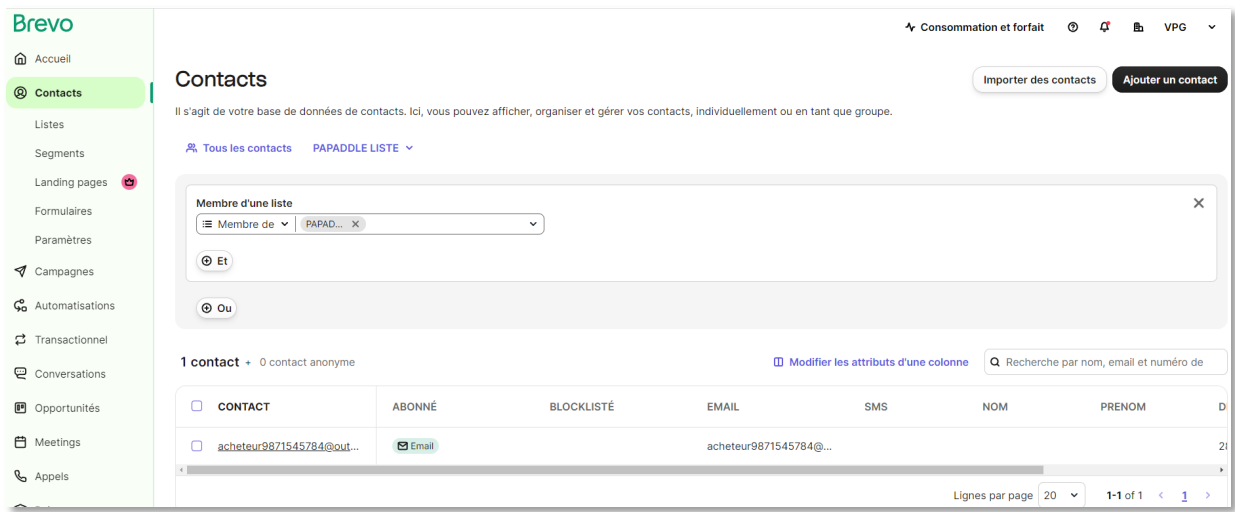 Brevo
Consommation et forfait
VPG
Accueil
Contacts
Listes
Segments
Landing pages
Formulaires
Paramètres
Campagnes
Automatisations
Transactionnel
Conversations
Opportunités
Meetings
Appels
Contacts
Importer des contacts
Ajouter un contact
Il s'agit de votre base de données de contacts. Ici, vous pouvez afficher, organiser et gérer vos contacts, individuellement ou en tant que groupe.
Tous les contacts
PAPADDLE LISTE
Membre d'une liste
Membre de
PAPAD...
Et
Ou
1 contact + 0 contact anonyme
Modifier les attributs d'une colonne
Recherche par nom, email et numéro de
CONTACT ABONNÉ BLOCKLISTÉ EMAIL SMS NOM PRENOM
acheteur9871545784@out... Email acheteur9871545784@...
Lignes par page 20 1-1 of 1 1